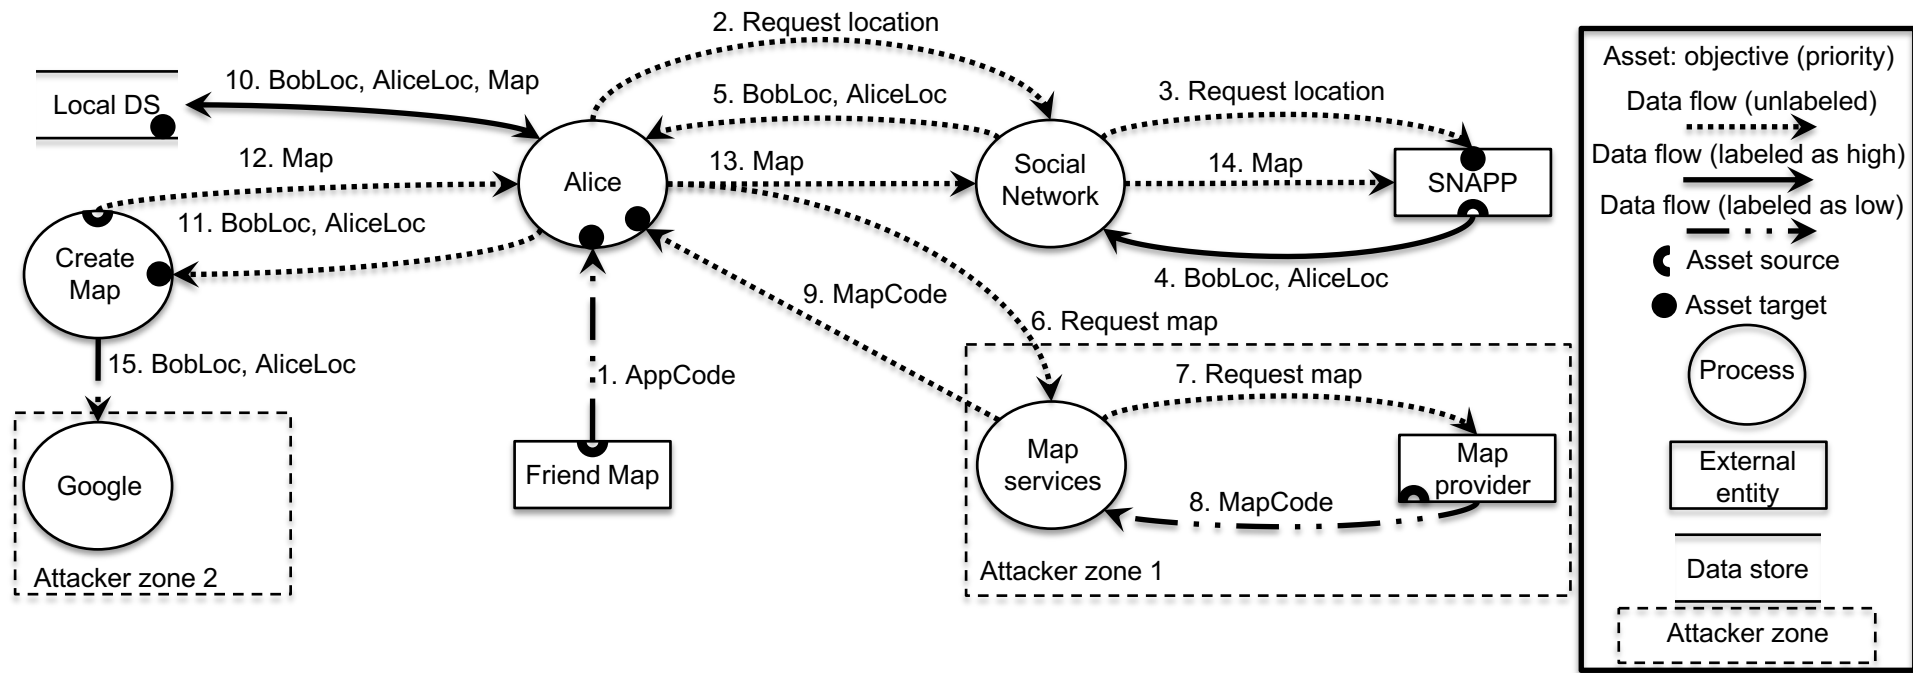 2. Request location
10. BobLoc, AliceLoc, Map
5. BobLoc, AliceLoc
3. Request location
Local DS
12. Map
Alice
13. Map
Social
Network
14. Map
SNAPP
11. BobLoc, AliceLoc
Create
Map
4. BobLoc, AliceLoc
9. MapCode
6. Request map
15. BobLoc, AliceLoc
1. AppCode
7. Request map
Google
Friend Map
Map
services
Map
provider
8. MapCode
Attacker zone 2
Attacker zone 1
Asset: objective (priority)
Data flow (unlabeled)
Data flow (labeled as high)
Data flow (labeled as low)
Asset source
Asset target
Process
External
entity
Data store
Attacker zone